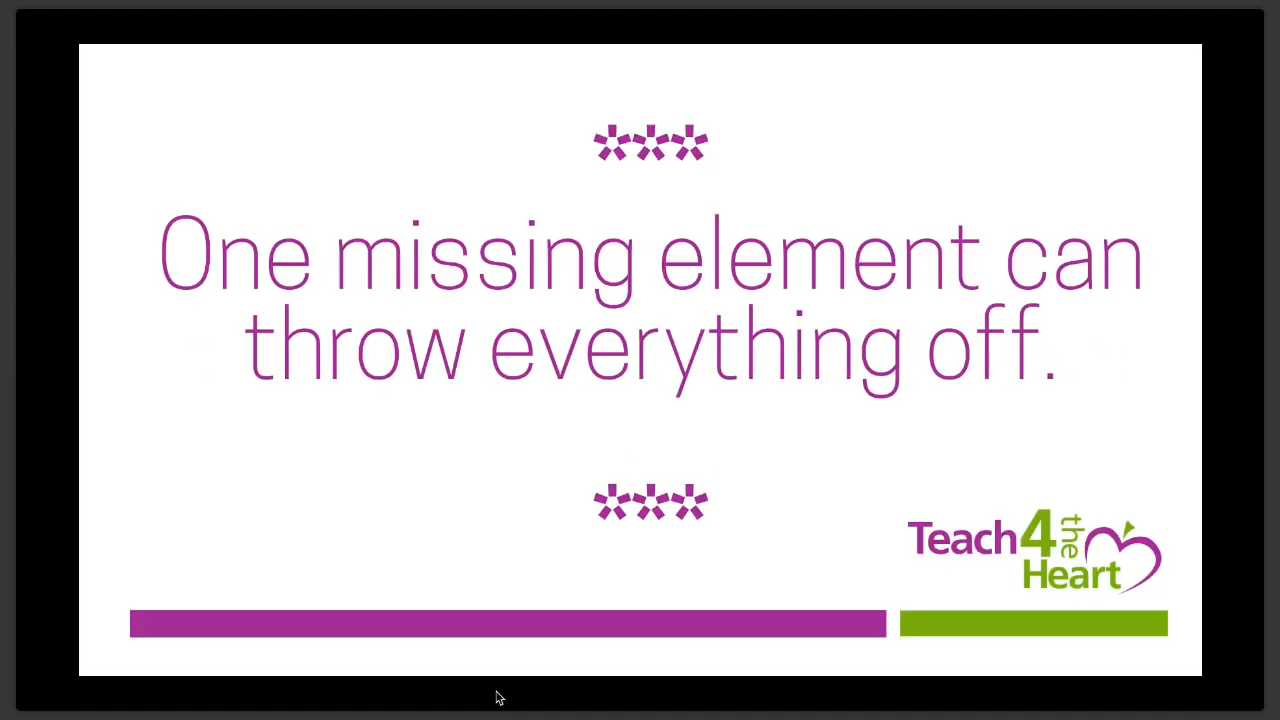 ***
One missing element can
throw everything off.
***
Teach4the
Heart